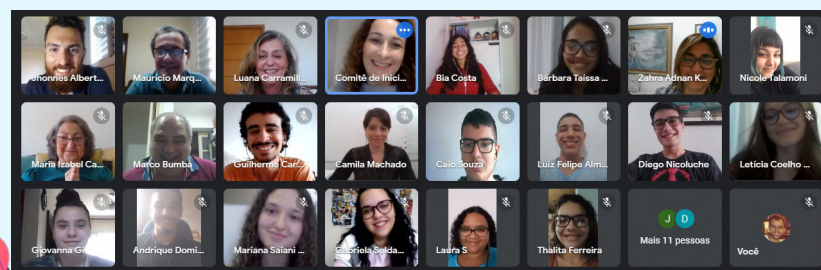 Jhonnes Albert...
Maurício Marq...
Luana Carramill...
Comitê de Inici...
Bia Costa
Bárbara Taíssa ...
Zahra Adnan K...
Nicole Talamoni
Maria Izabel Ca...
Marco Bumba
Guilherme Car...
Camila Machado
Caio Souza
Luiz Felipe Alm...
Diego Nicoluche
Letícia Coelho ...
Giovanna Gi...
Andrique Domi...
Mariana Saiani ...
Gabriela Solda...
Laura S
Thalita Ferreira
J D
Mais 11 pessoas
Você